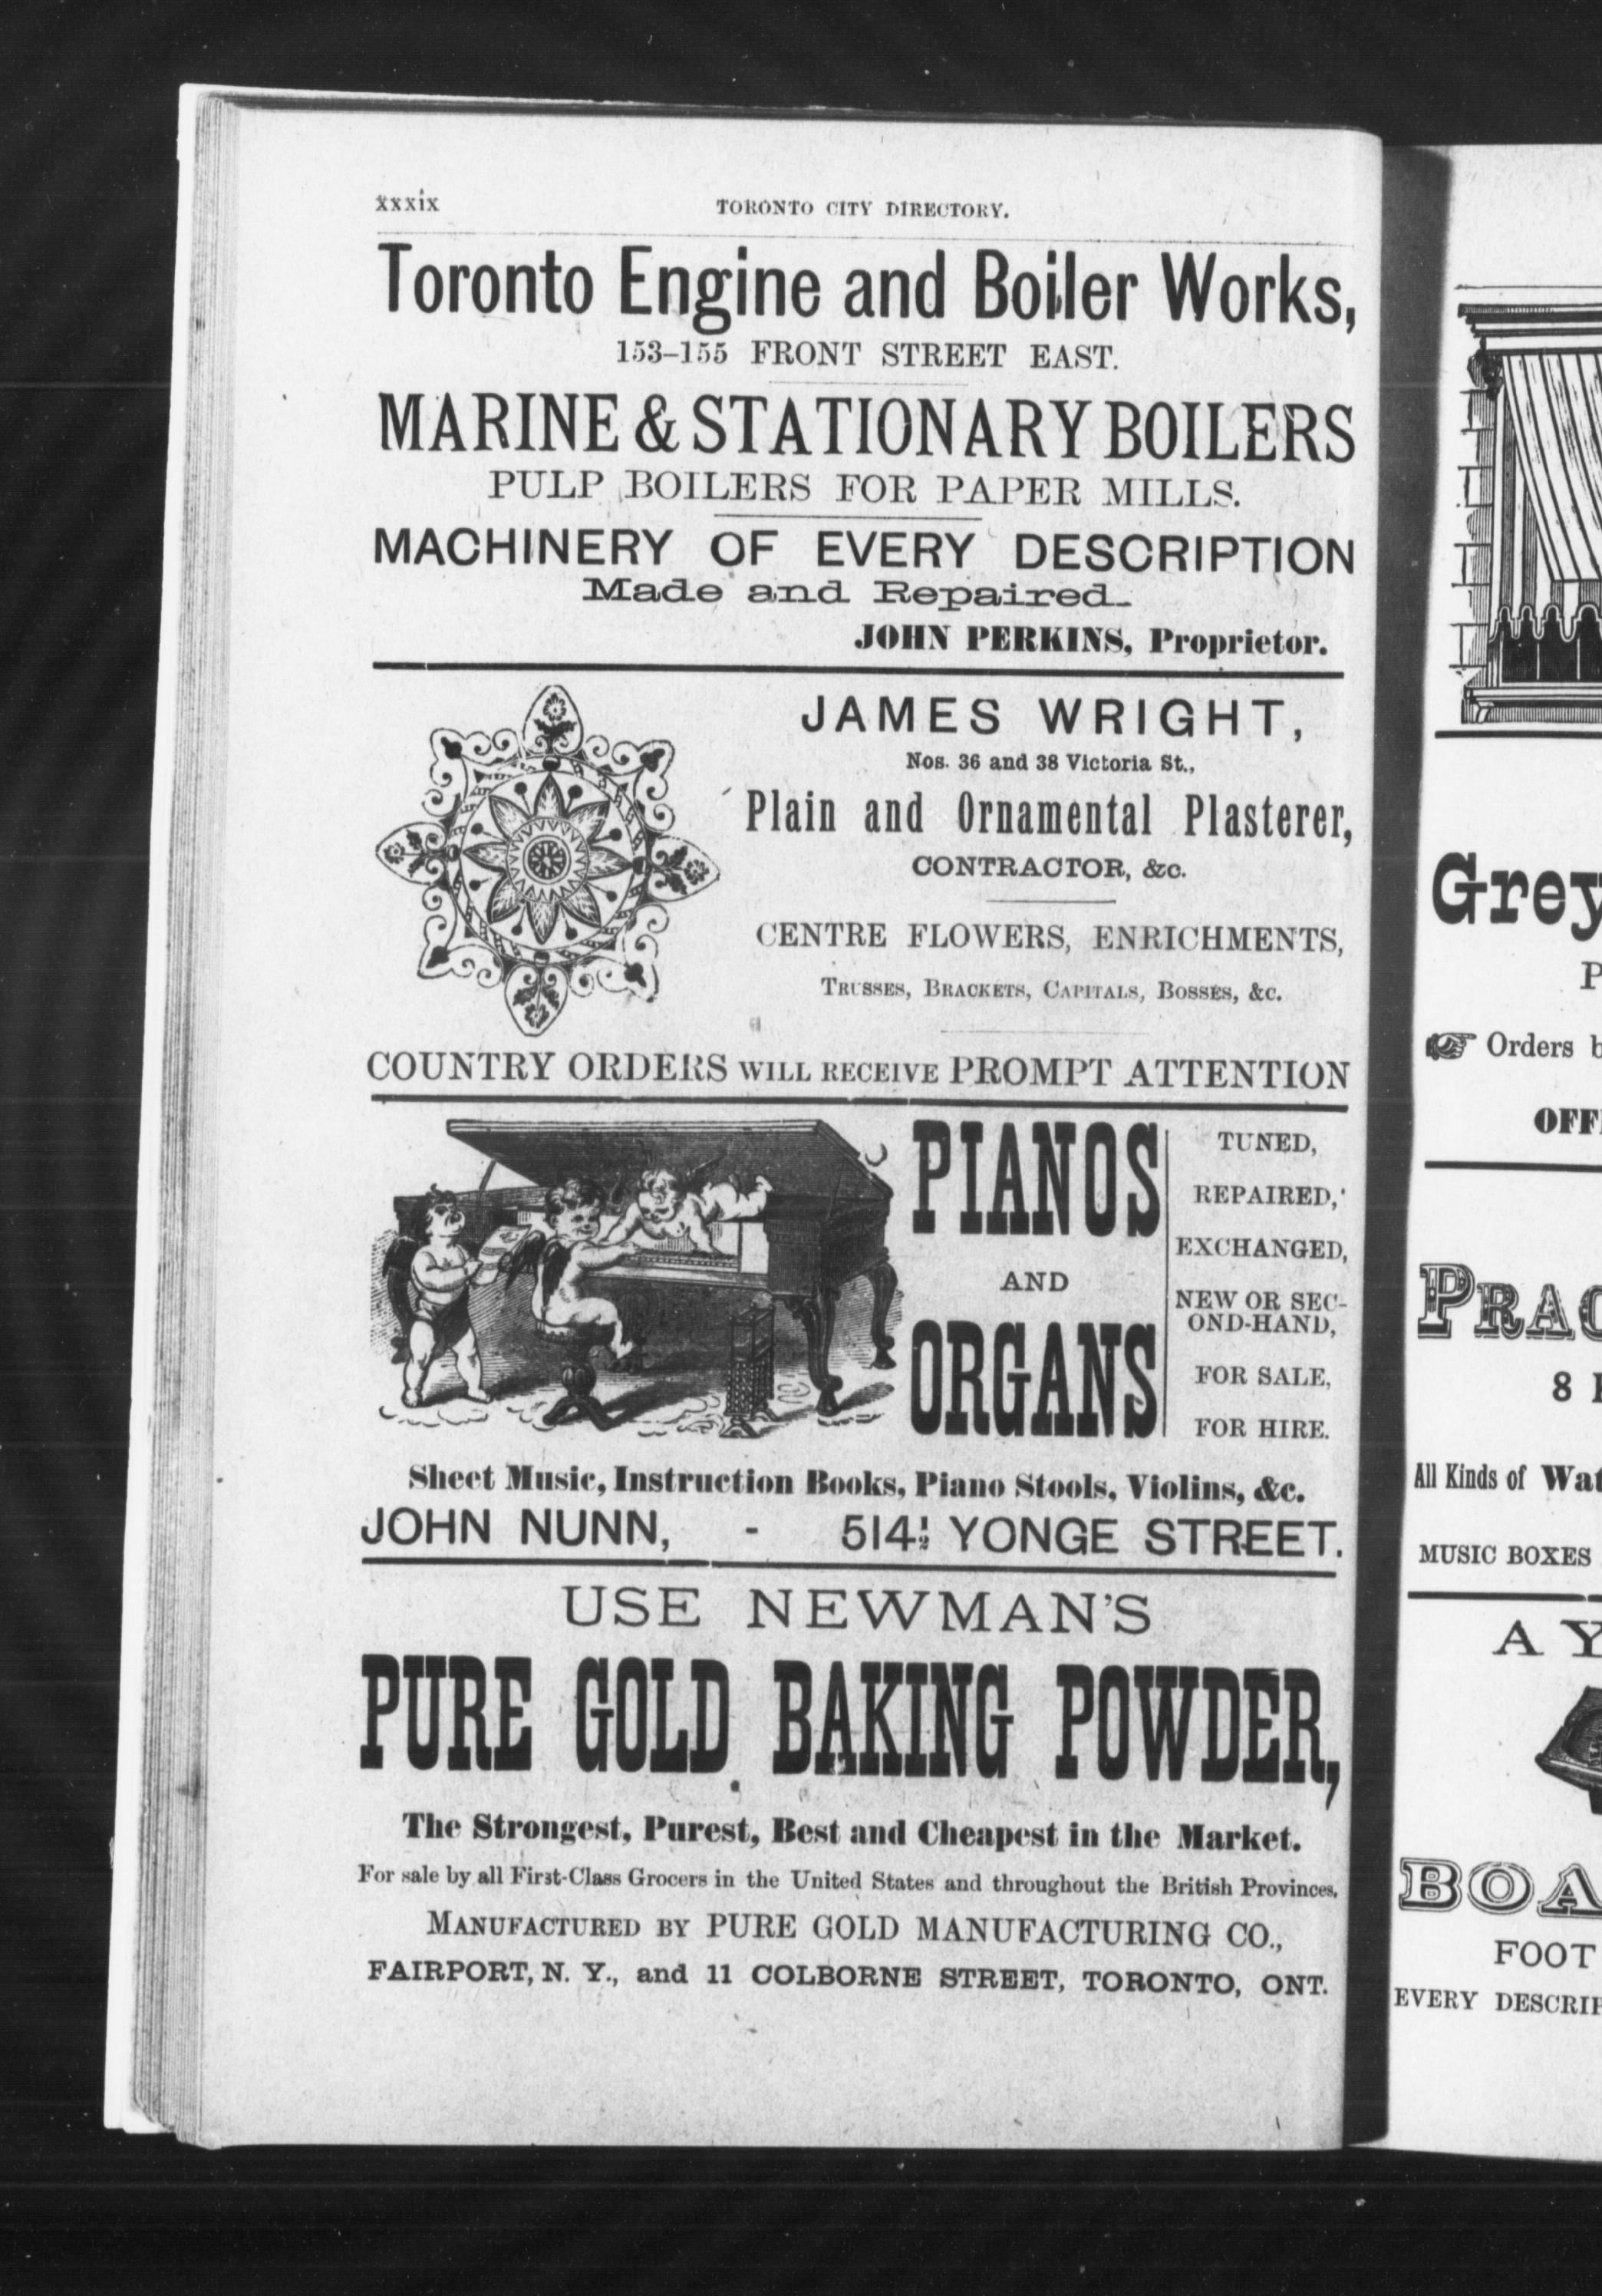 xxxix
TORONTO CITY DIRECTORY.
Toronto Engine and Boiler Works,
153–155 FRONT STREET EAST.
MARINE & STATIONARY BOILERS
PULP BOILERS FOR PAPER MILLS.
MACHINERY OF EVERY DESCRIPTION
Made and Repaired.
JOHN PERKINS, Proprietor.
JAMES WRIGHT,
Nos. 36 and 38 Victoria St.,
Plain and Ornamental Plasterer,
CONTRACTOR, &c.
CENTRE FLOWERS, ENRICHMENTS,
TRUSSES, BRACKETS, CAPITALS, BOSSES, &c.
COUNTRY ORDERS WILL RECEIVE PROMPT ATTENTION
PIANOS
AND
ORGANS
TUNED,
REPAIRED,
EXCHANGED,
NEW OR SEC-
OND-HAND,
FOR SALE,
FOR HIRE.
Sheet Music, Instruction Books, Piano Stools, Violins, &c.
JOHN NUNN, - 514½ YONGE STREET.
USE NEWMAN'S
PURE GOLD BAKING POWDER,
The Strongest, Purest, Best and Cheapest in the Market.
For sale by all First-Class Grocers in the United States and throughout the British Provinces.
MANUFACTURED BY PURE GOLD MANUFACTURING CO.,
FAIRPORT, N. Y., and 11 COLBORNE STREET, TORONTO, ONT.
Grey
P
Orders b
OFF
PRAC
8
All Kinds of Wat
MUSIC BOXES
A Y
BOA
FOOT
EVERY DESCRIP